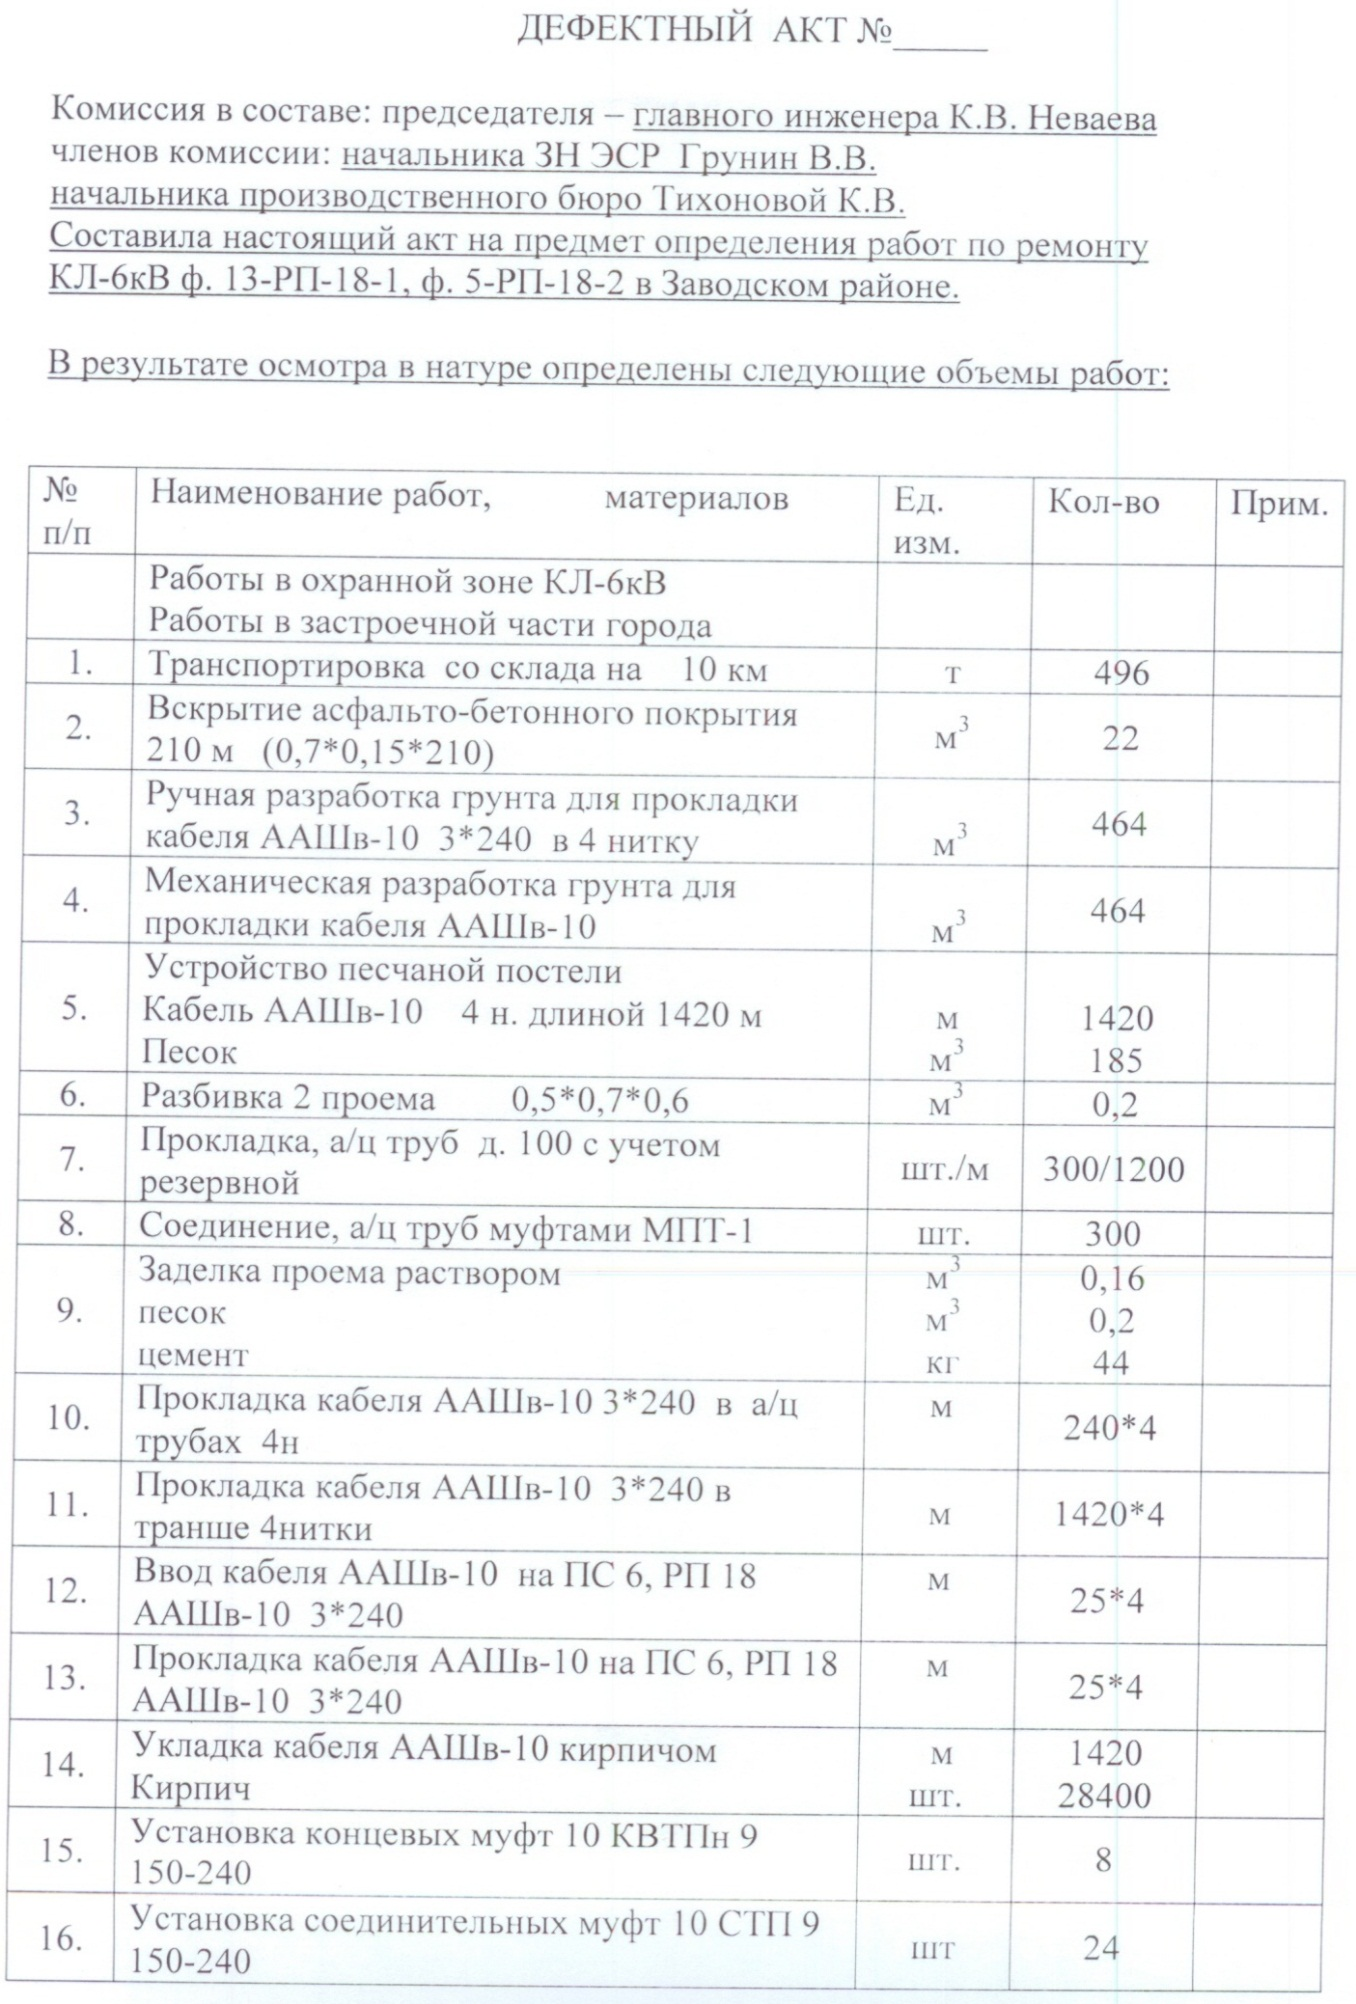 ДЕФЕКТНЫЙ АКТ №_____
Комиссия в составе: председателя – главного инженера К.В. Неваева
членов комиссии: начальника ЗН ЭСР Грунин В.В.
начальника производственного бюро Тихоновой К.В.
Составила настоящий акт на предмет определения работ по ремонту
КЛ-6кВ ф. 13-РП-18-1, ф. 5-РП-18-2 в Заводском районе.
В результате осмотра в натуре определены следующие объемы работ:
№ п/п Наименование работ, материалов Ед. изм. Кол-во Прим.
Работы в охранной зоне КЛ-6кВ
Работы в застроечной части города
1. Транспортировка со склада на 10 км т 496
2. Вскрытие асфальто-бетонного покрытия
210 м (0,7*0,15*210) м³ 22
3. Ручная разработка грунта для прокладки
кабеля ААШв-10 3*240 в 4 нитку м³ 464
4. Механическая разработка грунта для
прокладки кабеля ААШв-10 м³ 464
5. Устройство песчаной постели
Кабель ААШв-10 4 н. длиной 1420 м м 1420
Песок м³ 185
6. Разбивка 2 проема 0,5*0,7*0,6 м³ 0,2
7. Прокладка, а/ц труб д. 100 с учетом
резервной шт./м 300/1200
8. Соединение, а/ц труб муфтами МПТ-1 шт. 300
9. Заделка проема раствором м³ 0,16
песок м³ 0,2
цемент кг 44
10. Прокладка кабеля ААШв-10 3*240 в а/ц
трубах 4н м 240*4
11. Прокладка кабеля ААШв-10 3*240 в
транше 4нитки м 1420*4
12. Ввод кабеля ААШв-10 на ПС 6, РП 18
ААШв-10 3*240 м 25*4
13. Прокладка кабеля ААШв-10 на ПС 6, РП 18
ААШв-10 3*240 м 25*4
14. Укладка кабеля ААШв-10 кирпичом м 1420
Кирпич шт. 28400
15. Установка концевых муфт 10 КВТПн 9
150-240 шт. 8
16. Установка соединительных муфт 10 СТП 9
150-240 шт 24